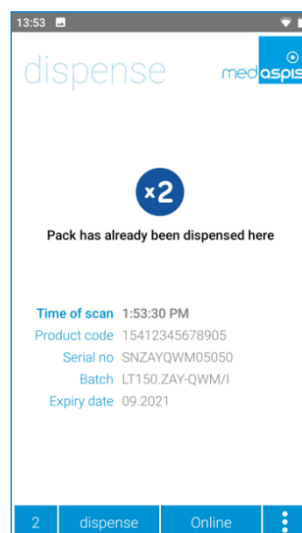 13:53
dispense
medaspis
x2
Pack has already been dispensed here
Time of scan 1:53:30 PM
Product code 15412345678905
Serial no SNZAYQWM05050
Batch LT150.ZAY-QWM/I
Expiry date 09.2021
2 dispense Online